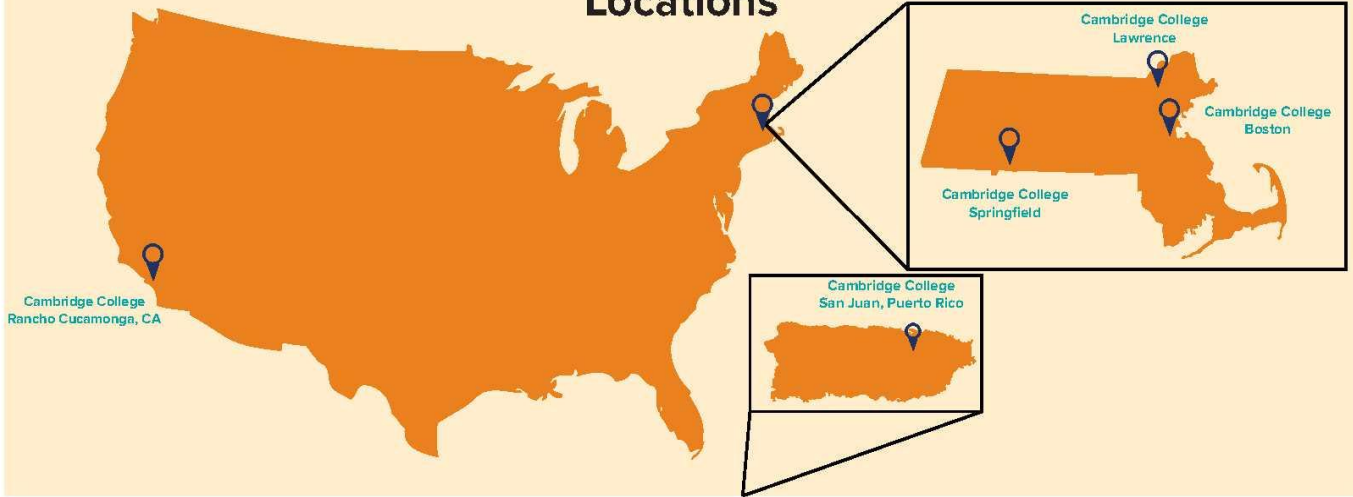 Locations
Cambridge College
Lawrence
Cambridge College
Boston
Cambridge College
Springfield
Cambridge College
San Juan, Puerto Rico
Cambridge College
Rancho Cucamonga, CA